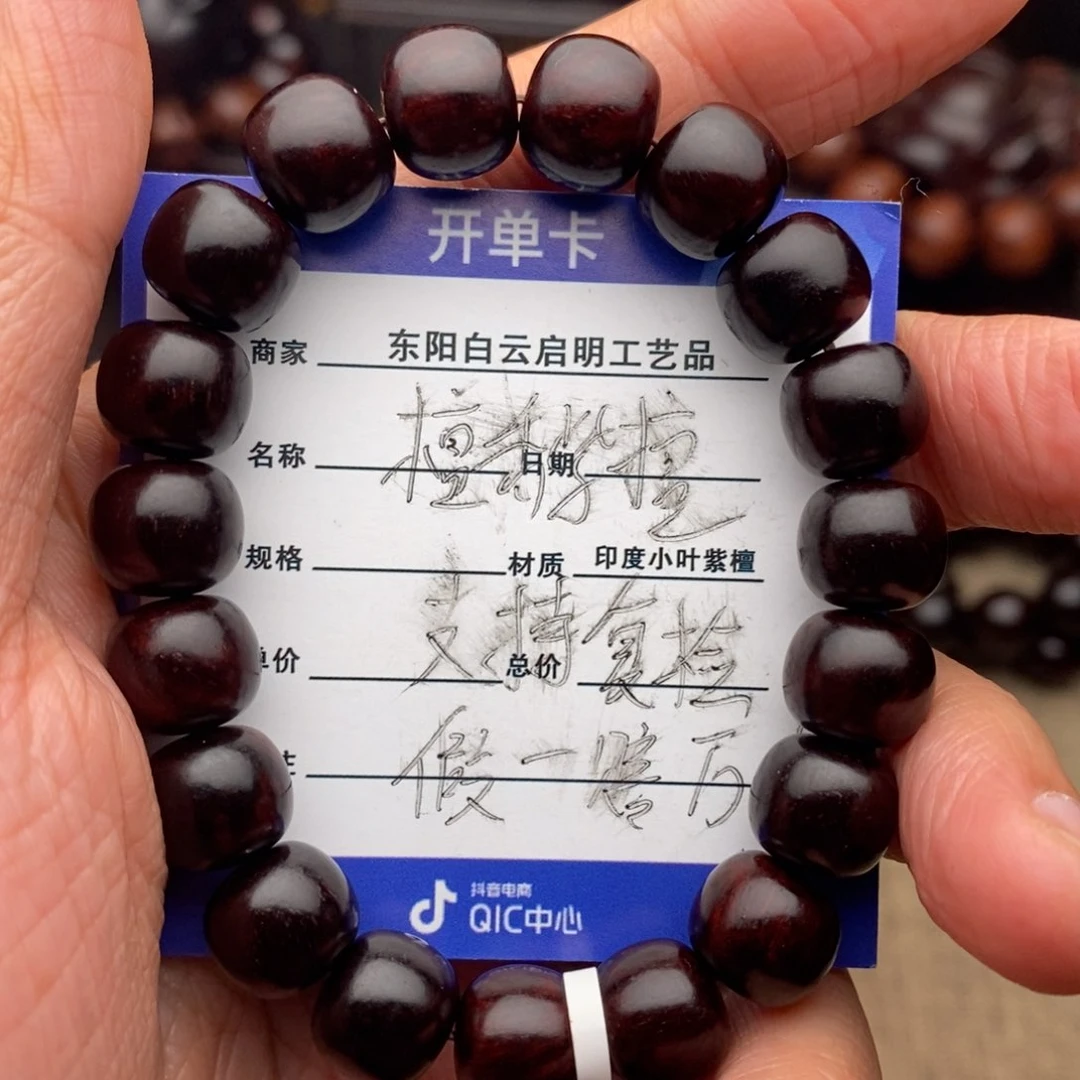 开单卡
商家 东阳白云启明工艺品
名称 日期
檀香紫檀
规格 材质 印度小叶紫檀
支持复检
单价 总价
假一赔万
抖音电商
QIC中心